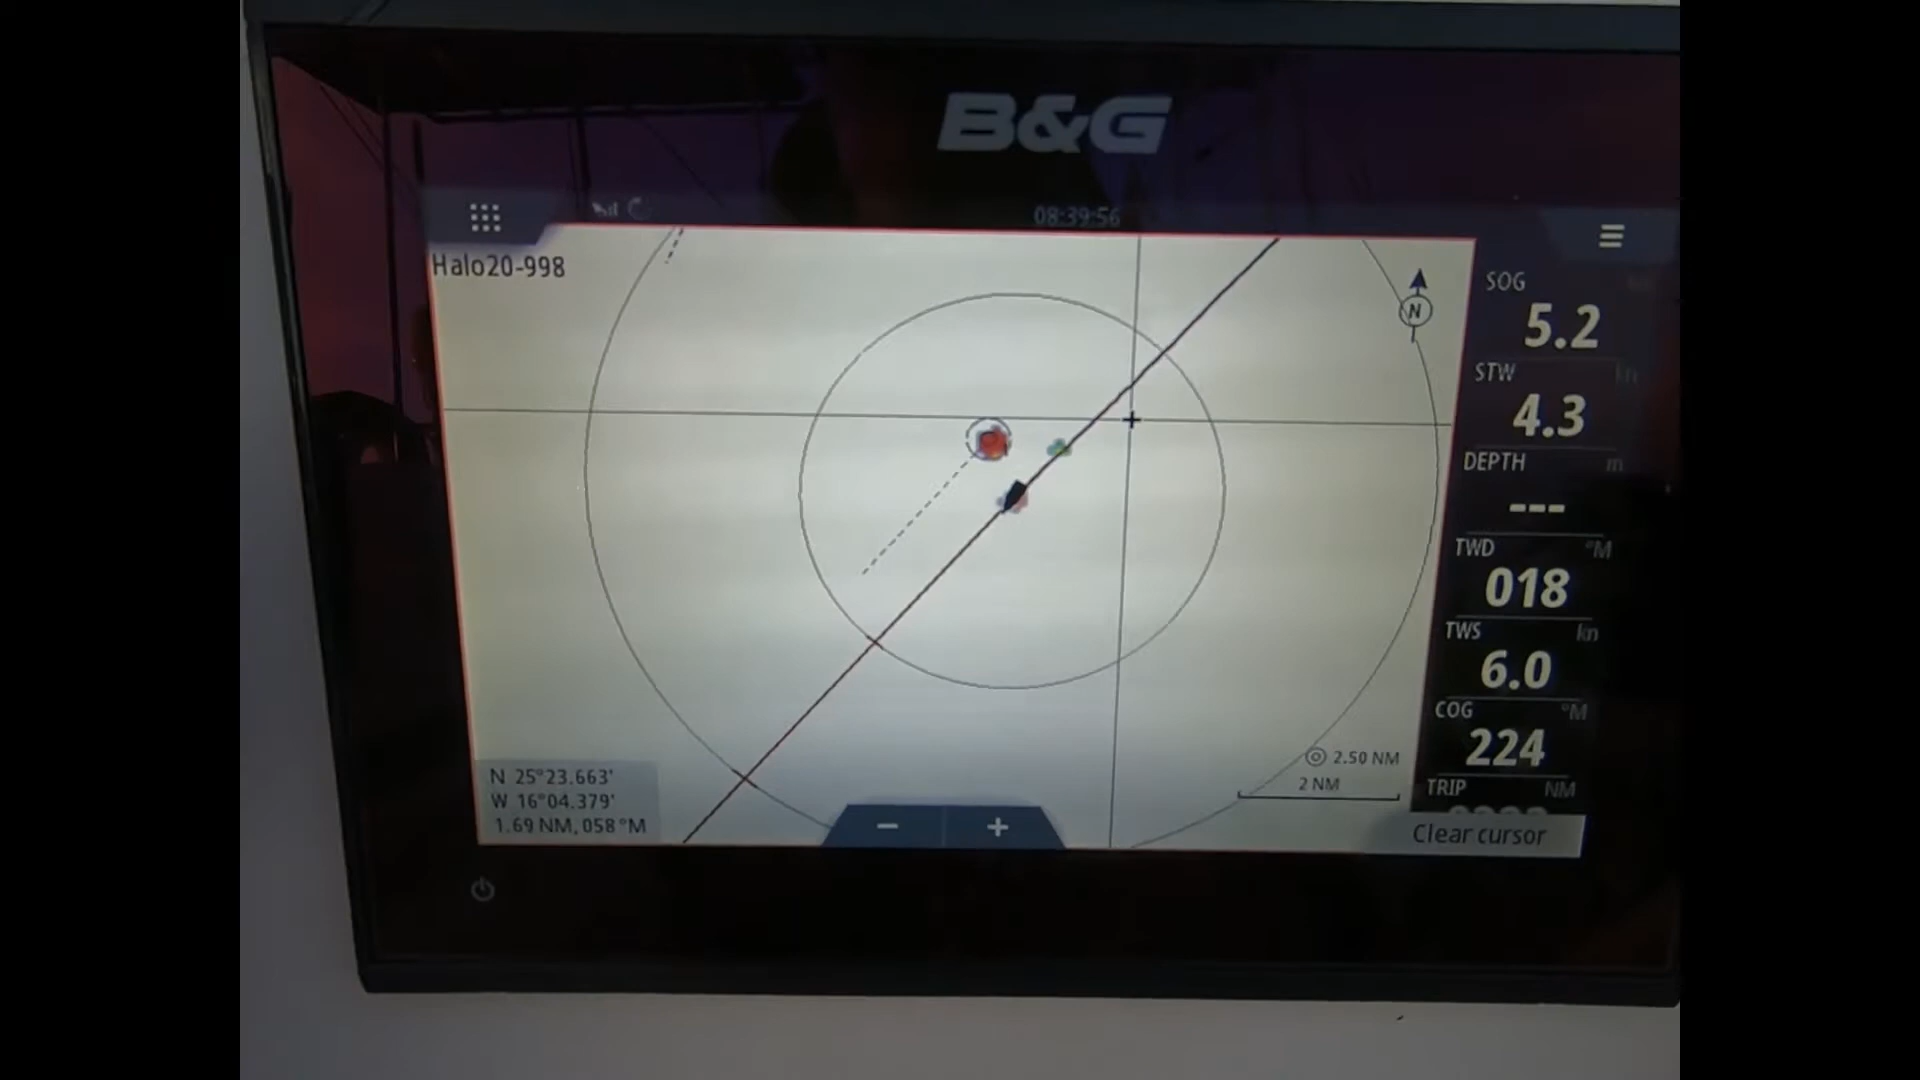 B&G
08:39:56
Halo20-998
N
SOG
5.2
STW kn
4.3
DEPTH m
---
TWD °M
018
TWS kn
6.0
COG °M
224
TRIP NM
2.50 NM
2 NM
N 25°23.663'
W 16°04.379'
1.69 NM, 058 °M
− +
Clear cursor